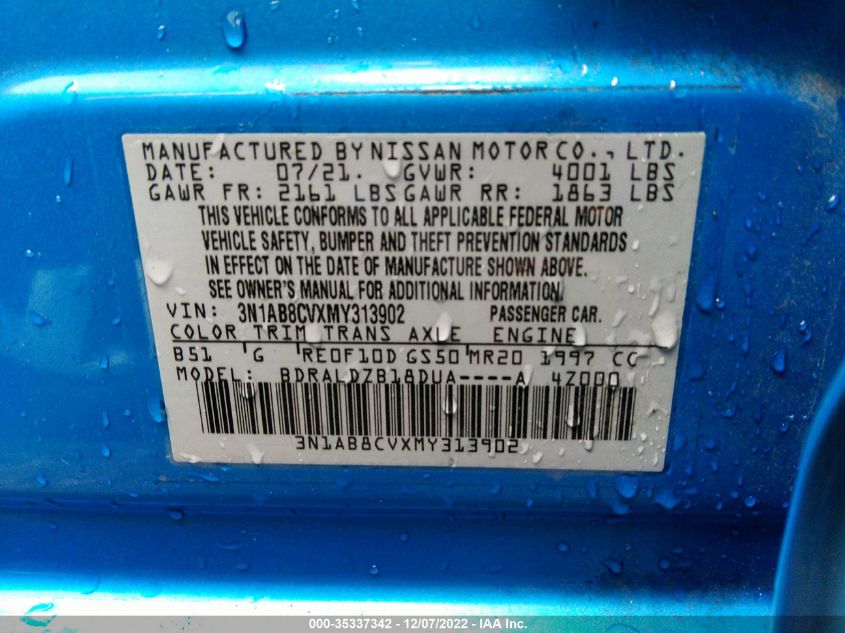 MANUFACTURED BY NISSAN MOTOR CO., LTD.
DATE: 07/21. GVWR: 4001 LBS
GAWR FR: 2161 LBS GAWR RR: 1863 LBS
THIS VEHICLE CONFORMS TO ALL APPLICABLE FEDERAL MOTOR
VEHICLE SAFETY, BUMPER AND THEFT PREVENTION STANDARDS
IN EFFECT ON THE DATE OF MANUFACTURE SHOWN ABOVE.
SEE OWNER'S MANUAL FOR ADDITIONAL INFORMATION.
VIN: 3N1AB8CVXMY313902 PASSENGER CAR.
COLOR TRIM TRANS AXLE ENGINE
B51 G RE0F10D GS50 MR20 1997 CC
MODEL: BDRALDZB18DUA----A 4Z000
3N1AB8CVXMY313902
000-35337342 - 12/07/2022 - IAA Inc.